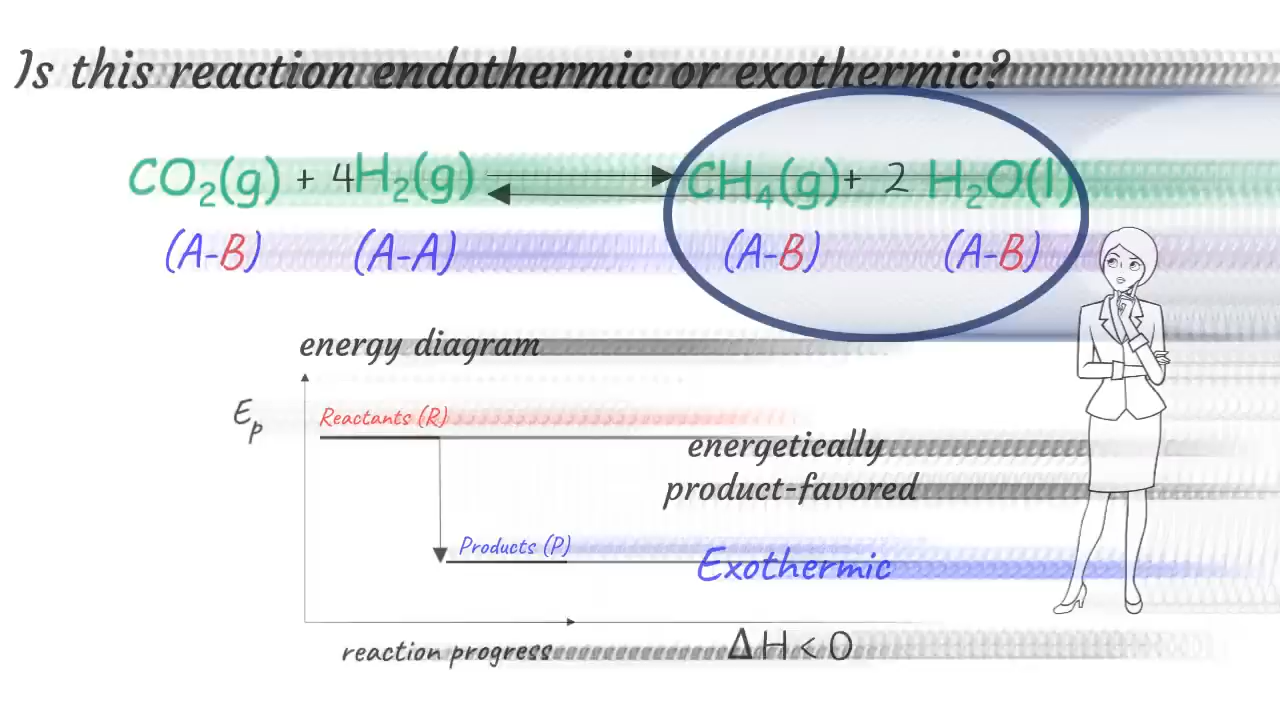 Is this reaction endothermic or exothermic?
CO₂(g) + 4H₂(g) ⇌ CH₄(g) + 2 H₂O(l)
(A-B) (A-A) (A-B) (A-B)
energy diagram
Eₚ
Reactants (R)
energetically
product-favored
Products (P)
Exothermic
reaction progress
ΔH < 0